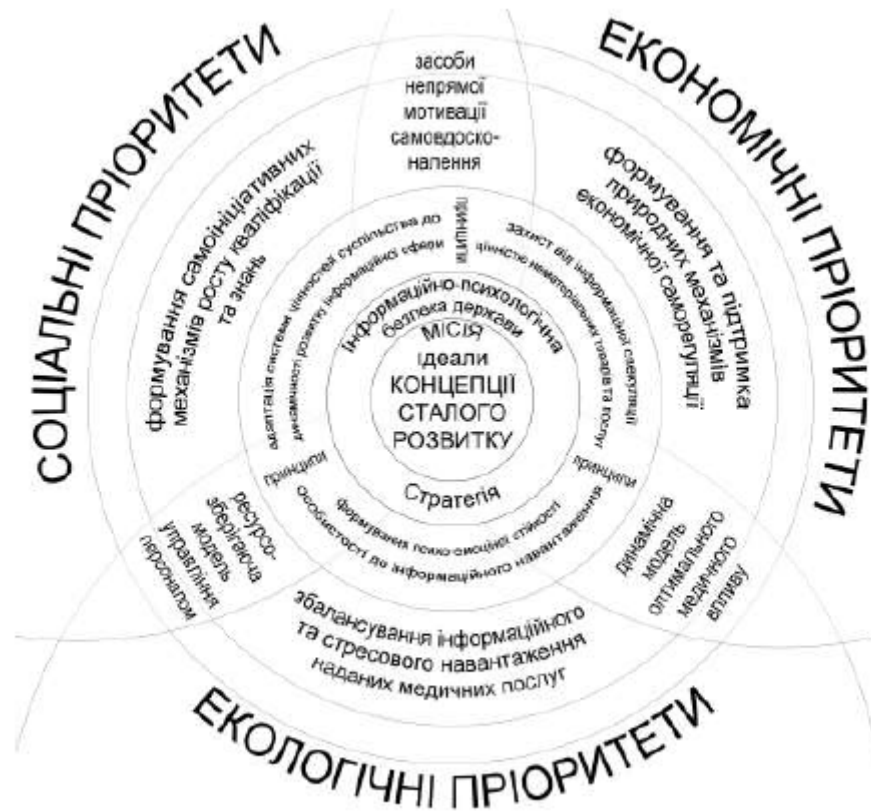 СОЦІАЛЬНІ ПРІОРИТЕТИ
ЕКОНОМІЧНІ ПРІОРИТЕТИ
засоби
непрямої
мотивації
самовдоско-
налення
формування самоініціативних
механізмів росту кваліфікації
та знань
формування та підтримка
природних механізмів
економічної саморегуляції
принципи
адаптація системи цінностей суспільства до
динамічності розвитку інформаційної сфери
захист від інформаційної спекуляції
цінністю нематеріальних товарів та послуг
Інформаційно-психологічна
безпека держави
МІСІЯ
ідеали
КОНЦЕПЦІЇ
СТАЛОГО
РОЗВИТКУ
Стратегія
принципи
принципи
формування психо-емоційної стійкості
особистості до інформаційного навантаження
ресурсо-
зберігаюча
модель
управління
персоналом
динамічна
модель
оптимального
медичного
впливу
збалансування інформаційного
та стресового навантаження
наданих медичних послуг
ЕКОЛОГІЧНІ ПРІОРИТЕТИ